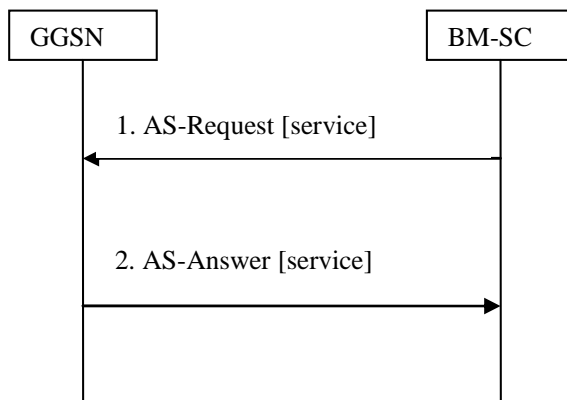 GGSN
BM-SC
1. AS-Request [service]
2. AS-Answer [service]